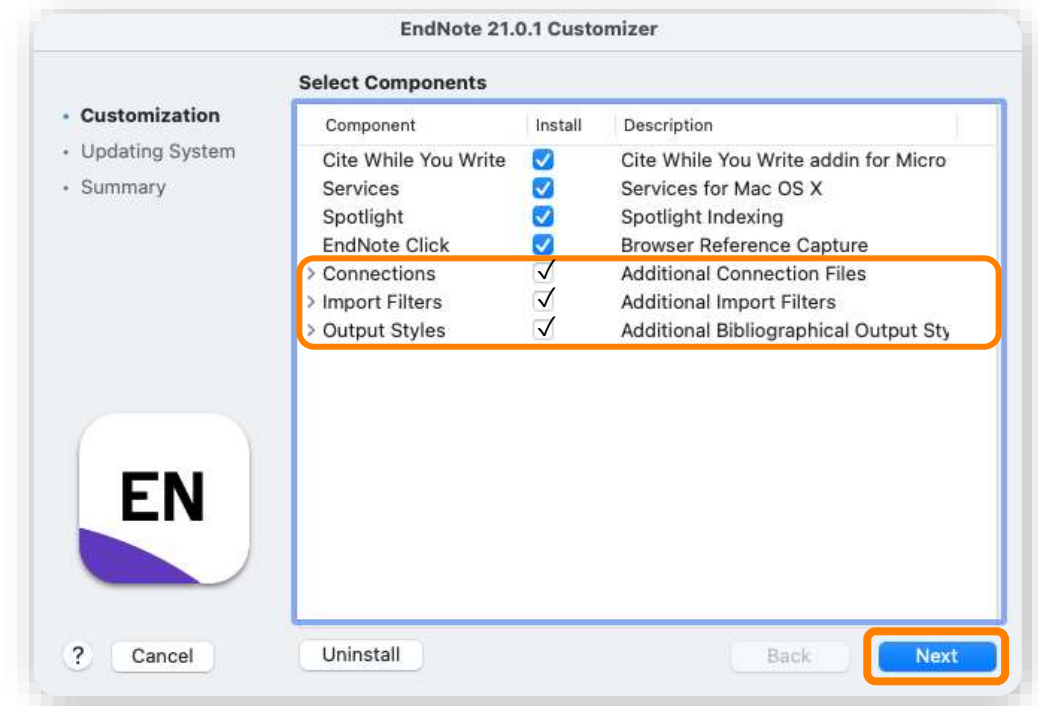 EndNote 21.0.1 Customizer
Select Components
• Customization
• Updating System
• Summary
Component Install Description
Cite While You Write Cite While You Write addin for Micro
Services Services for Mac OS X
Spotlight Spotlight Indexing
EndNote Click Browser Reference Capture
> Connections Additional Connection Files
> Import Filters Additional Import Filters
> Output Styles Additional Bibliographical Output Sty
EN
? Cancel Uninstall Back Next